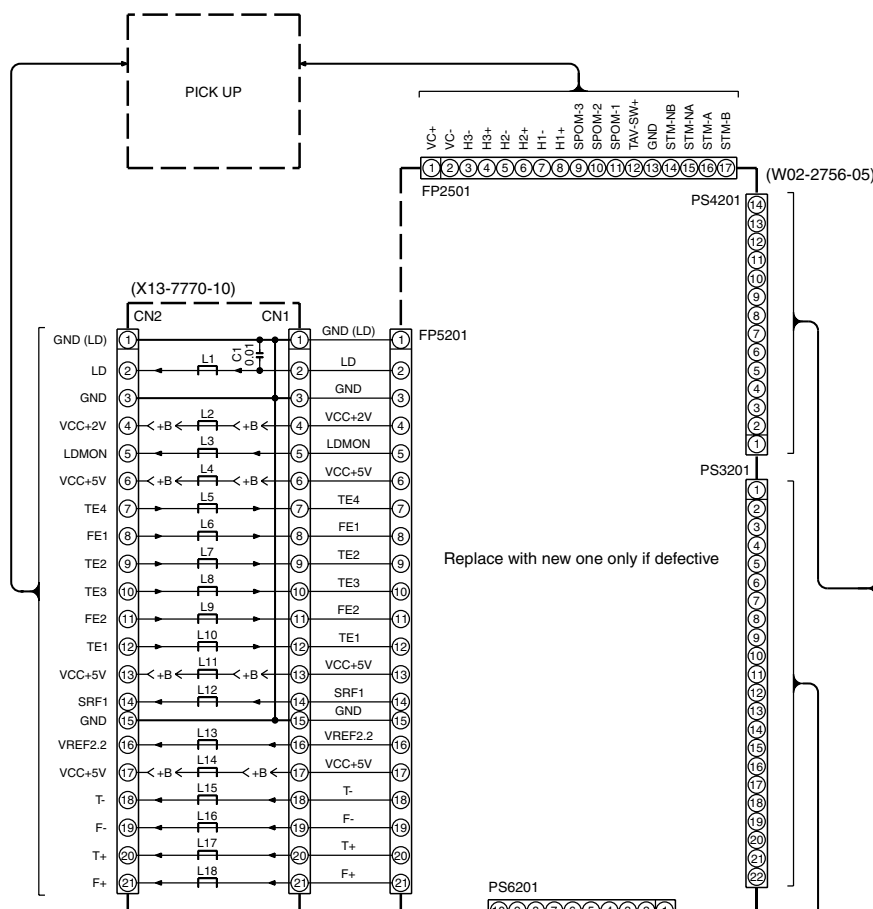 PICK UP
VC+
VC-
H3-
H3+
H2-
H2+
H1-
H1+
SPOM-3
SPOM-2
SPOM-1
TAV-SW+
GND
STM-NB
STM-NA
STM-A
STM-B
1 2 3 4 5 6 7 8 9 10 11 12 13 14 15 16 17
FP2501
(W02-2756-05)
PS4201
14
13
12
11
10
9
8
7
6
5
4
3
2
1
(X13-7770-10)
CN2 CN1
FP5201
GND (LD) 1 C1 0.01 1 GND (LD) 1
LD 2 L1 2 LD 2
GND 3 3 GND 3
VCC+2V 4 +B L2 +B 4 VCC+2V 4
LDMON 5 L3 5 LDMON 5
VCC+5V 6 +B L4 +B 6 VCC+5V 6
TE4 7 L5 7 TE4 7
FE1 8 L6 8 FE1 8
TE2 9 L7 9 TE2 9
TE3 10 L8 10 TE3 10
FE2 11 L9 11 FE2 11
TE1 12 L10 12 TE1 12
VCC+5V 13 +B L11 +B 13 VCC+5V 13
SRF1 14 L12 14 SRF1 14
GND 15 15 GND 15
VREF2.2 16 L13 16 VREF2.2 16
VCC+5V 17 +B L14 +B 17 VCC+5V 17
T- 18 L15 18 T- 18
F- 19 L16 19 F- 19
T+ 20 L17 20 T+ 20
F+ 21 L18 21 F+ 21
Replace with new one only if defective
PS3201
1
2
3
4
5
6
7
8
9
10
11
12
13
14
15
16
17
18
19
20
21
22
PS6201